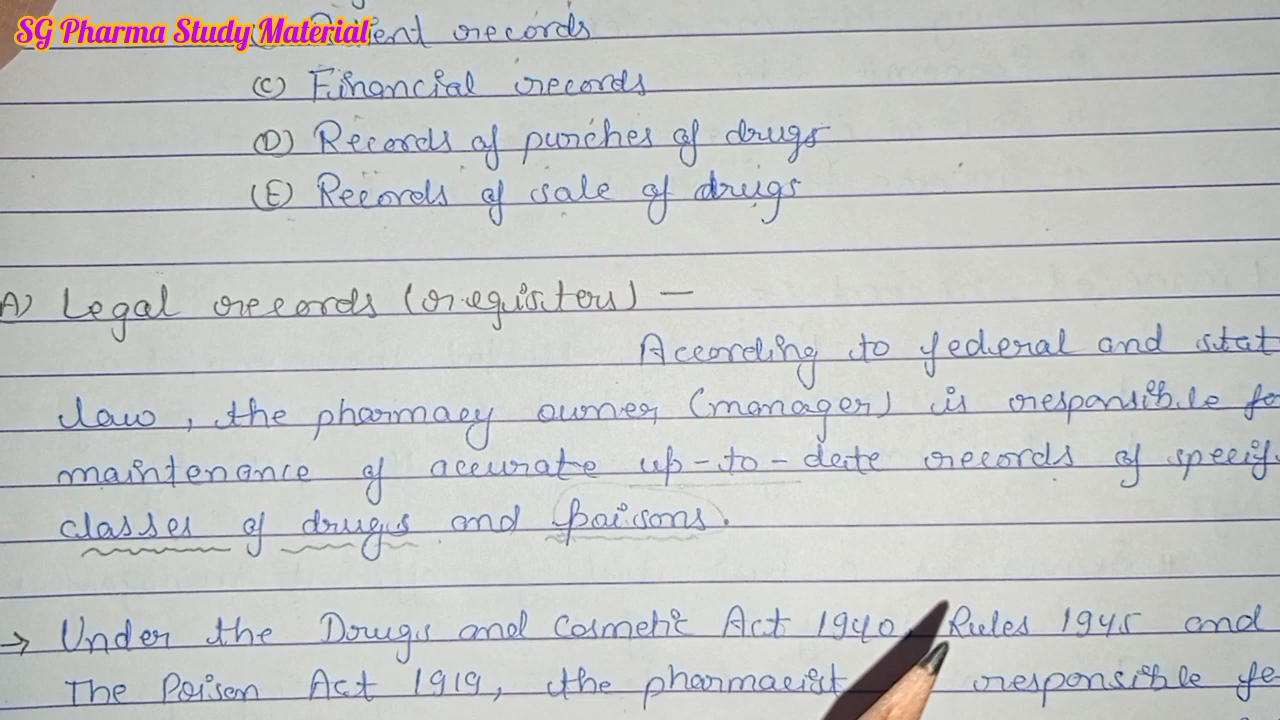 SG Pharma Study Material
records
(C) Financial records
(D) Records of purches of drugs
(E) Records of sale of drugs
A) Legal records (registers) —
According to federal and stat
law, the pharmacy owner (manager) is responsible fo
maintenance of accurate up-to-date records of specif
classes of drugs and poisons.
→ Under the Drugs and Cosmetic Act 1940, Rules 1945 and
The Poison Act 1919, the pharmacist responsible fo